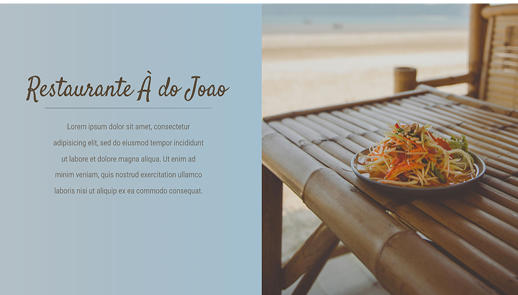 Restaurante À do Joao
Lorem ipsum dolor sit amet, consectetur
adipisicing elit, sed do eiusmod tempor incididunt
ut labore et dolore magna aliqua. Ut enim ad
minim veniam, quis nostrud exercitation ullamco
laboris nisi ut aliquip ex ea commodo consequat.